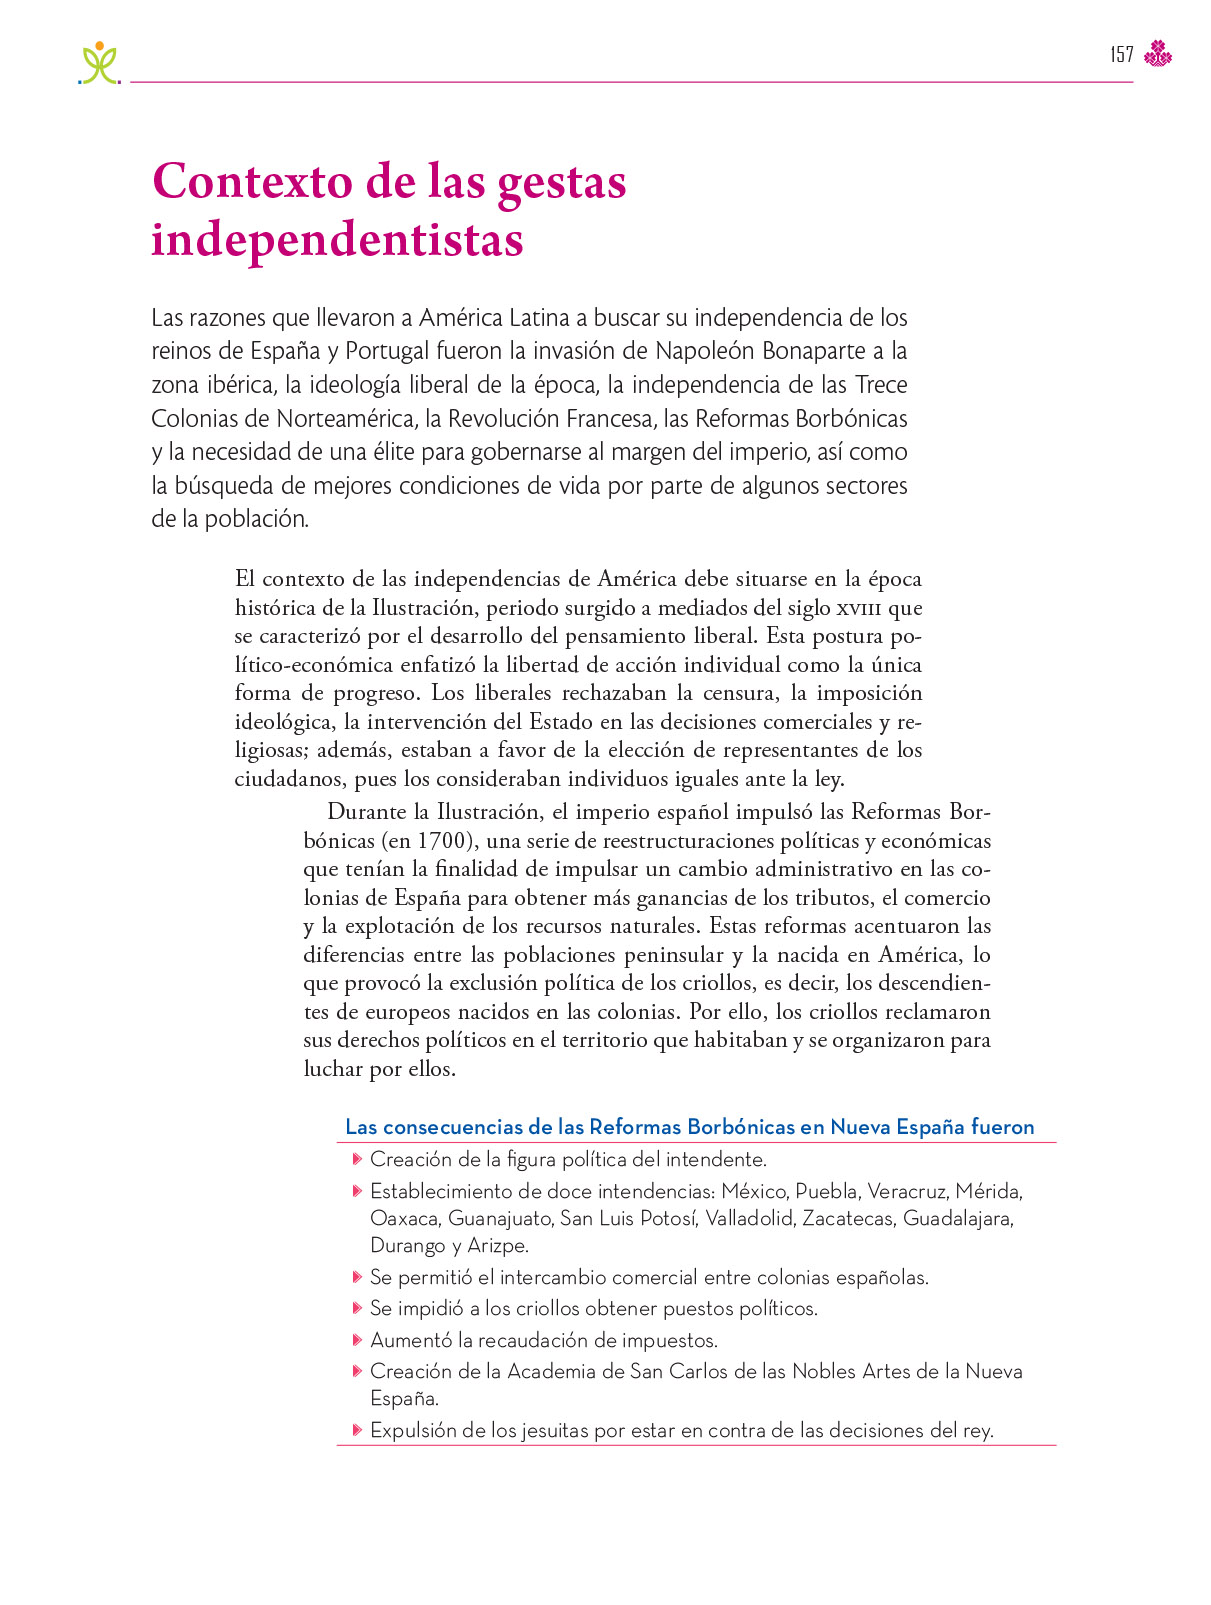 157
Contexto de las gestas
independentistas
Las razones que llevaron a América Latina a buscar su independencia de los
reinos de España y Portugal fueron la invasión de Napoleón Bonaparte a la
zona ibérica, la ideología liberal de la época, la independencia de las Trece
Colonias de Norteamérica, la Revolución Francesa, las Reformas Borbónicas
y la necesidad de una élite para gobernarse al margen del imperio, así como
la búsqueda de mejores condiciones de vida por parte de algunos sectores
de la población.
El contexto de las independencias de América debe situarse en la época
histórica de la Ilustración, periodo surgido a mediados del siglo XVIII que
se caracterizó por el desarrollo del pensamiento liberal. Esta postura po-
lítico-económica enfatizó la libertad de acción individual como la única
forma de progreso. Los liberales rechazaban la censura, la imposición
ideológica, la intervención del Estado en las decisiones comerciales y re-
ligiosas; además, estaban a favor de la elección de representantes de los
ciudadanos, pues los consideraban individuos iguales ante la ley.
Durante la Ilustración, el imperio español impulsó las Reformas Bor-
bónicas (en 1700), una serie de reestructuraciones políticas y económicas
que tenían la finalidad de impulsar un cambio administrativo en las co-
lonias de España para obtener más ganancias de los tributos, el comercio
y la explotación de los recursos naturales. Estas reformas acentuaron las
diferencias entre las poblaciones peninsular y la nacida en América, lo
que provocó la exclusión política de los criollos, es decir, los descendien-
tes de europeos nacidos en las colonias. Por ello, los criollos reclamaron
sus derechos políticos en el territorio que habitaban y se organizaron para
luchar por ellos.
Las consecuencias de las Reformas Borbónicas en Nueva España fueron
Creación de la figura política del intendente.
Establecimiento de doce intendencias: México, Puebla, Veracruz, Mérida,
Oaxaca, Guanajuato, San Luis Potosí, Valladolid, Zacatecas, Guadalajara,
Durango y Arizpe.
Se permitió el intercambio comercial entre colonias españolas.
Se impidió a los criollos obtener puestos políticos.
Aumentó la recaudación de impuestos.
Creación de la Academia de San Carlos de las Nobles Artes de la Nueva
España.
Expulsión de los jesuitas por estar en contra de las decisiones del rey.